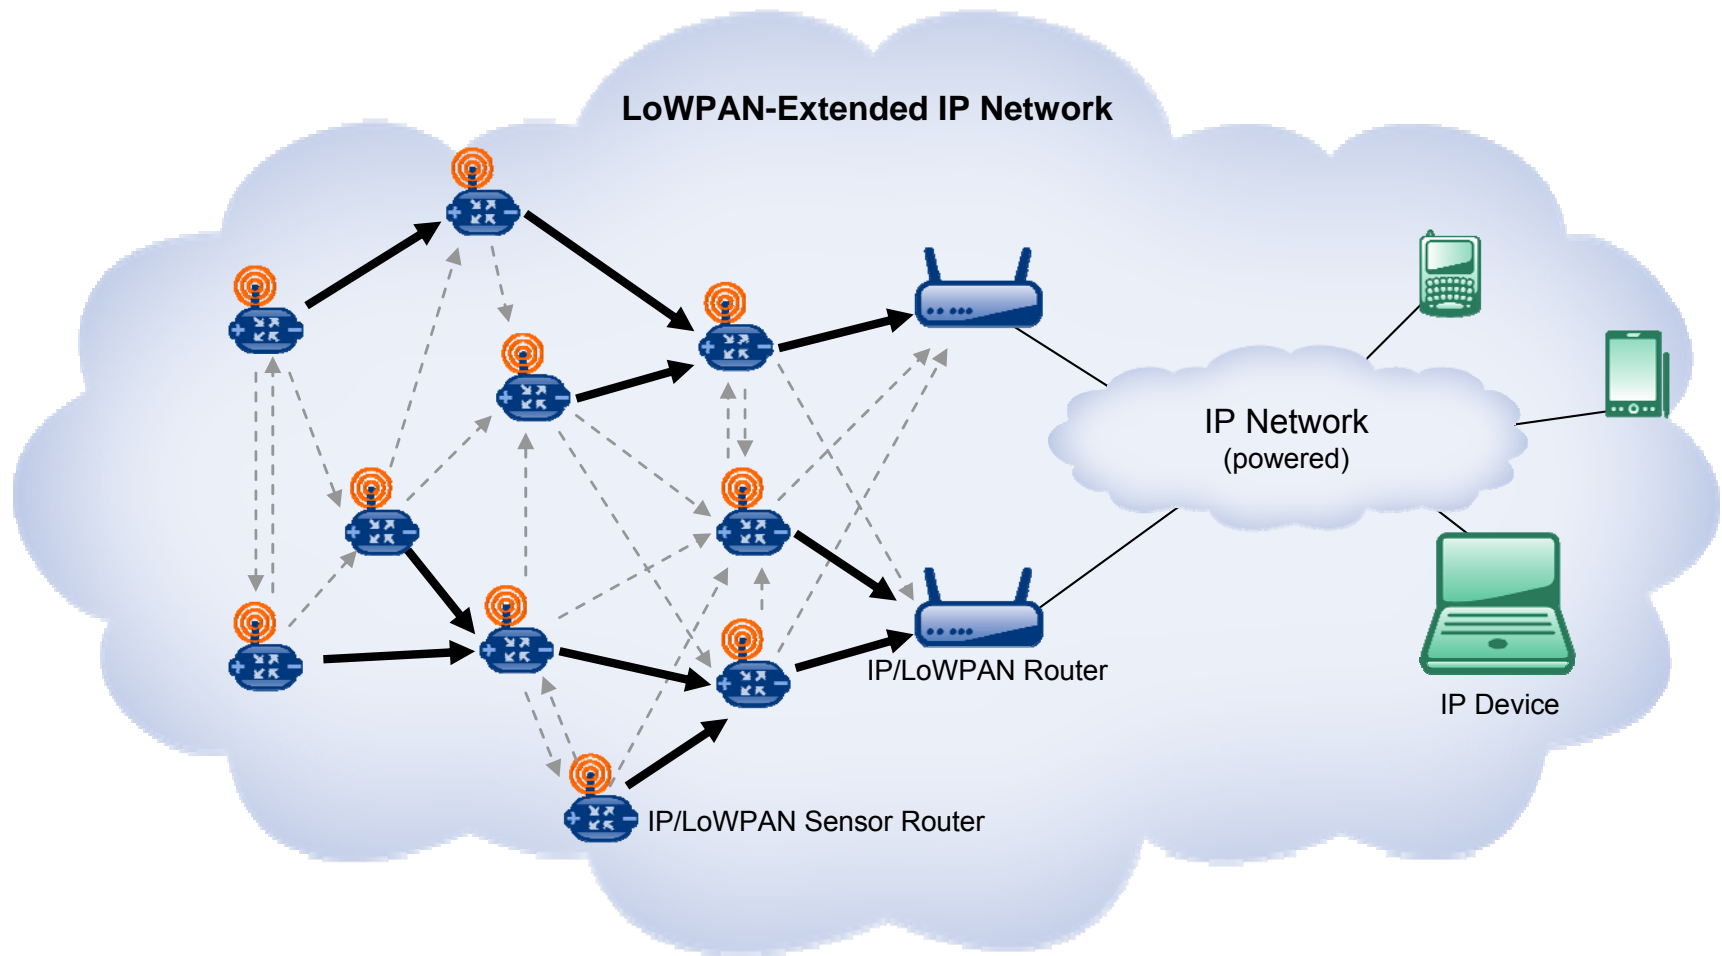 LoWPAN-Extended IP Network
IP Network
(powered)
IP/LoWPAN Router
IP Device
IP/LoWPAN Sensor Router